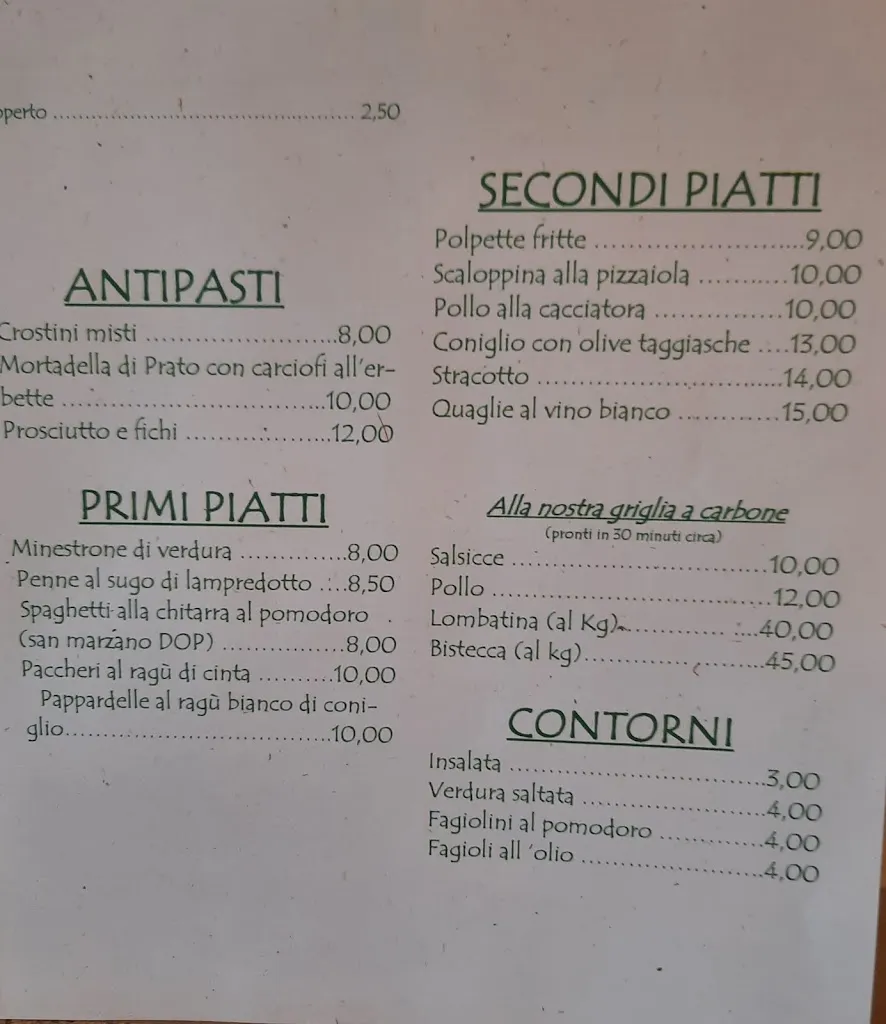 2,50
ANTIPASTI
Crostini misti 8,00
Mortadella di Prato con carciofi all'er-
bette 10,00
Prosciutto e fichi 12,00
PRIMI PIATTI
Minestrone di verdura 8,00
Penne al sugo di lampredotto 8,50
Spaghetti alla chitarra al pomodoro
(san marzano DOP) 8,00
Paccheri al ragù di cinta 10,00
Pappardelle al ragù bianco di coni-
glio 10,00
SECONDI PIATTI
Polpette fritte 9,00
Scaloppina alla pizzaiola 10,00
Pollo alla cacciatora 10,00
Coniglio con olive taggiasche 13,00
Stracotto 14,00
Quaglie al vino bianco 15,00
Alla nostra griglia a carbone
(pronti in 30 minuti circa)
Salsicce 10,00
Pollo 12,00
Lombatina (al Kg) 40,00
Bistecca (al kg) 45,00
CONTORNI
Insalata 3,00
Verdura saltata 4,00
Fagiolini al pomodoro 4,00
Fagioli all 'olio 4,00